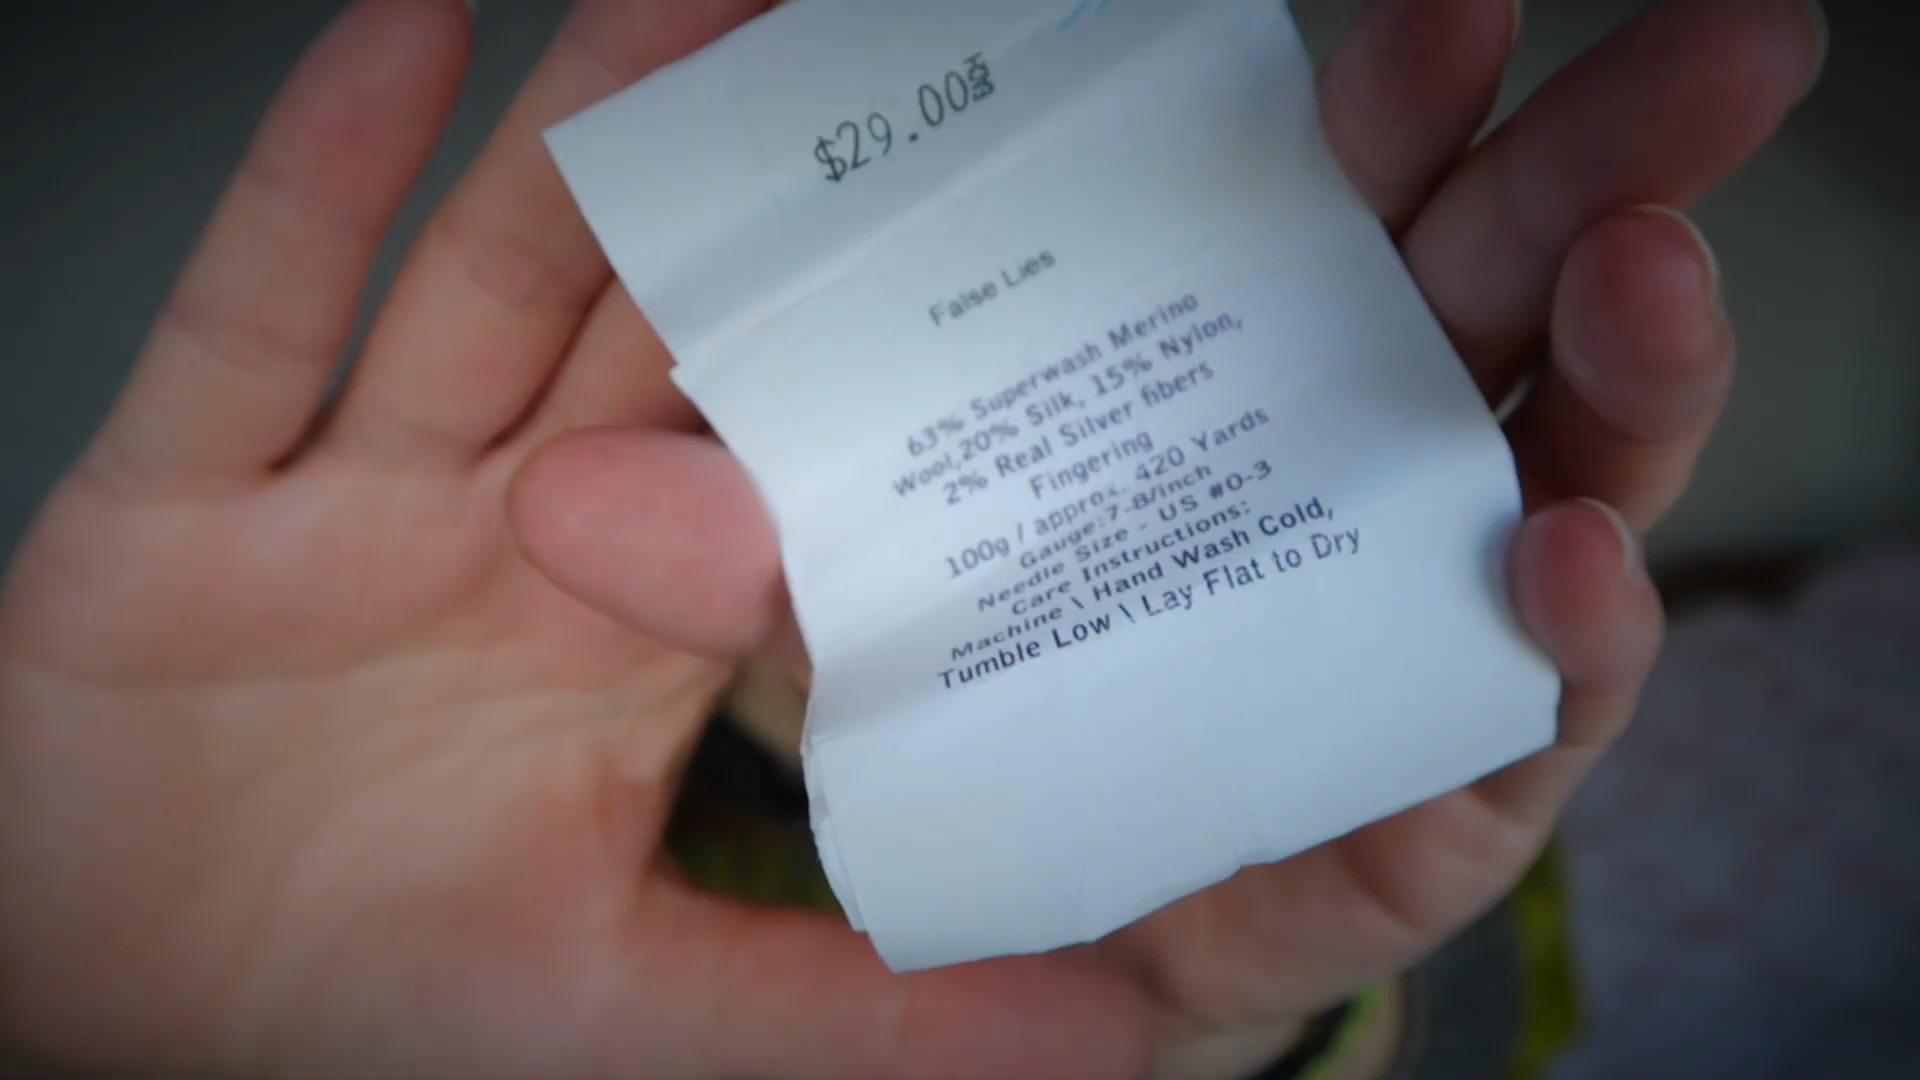 $29.00
False Lies
63% Superwash Merino
Wool,20% Silk, 15% Nylon,
2% Real Silver fibers
Fingering
100g / approx. 420 Yards
Gauge:7-8/inch
Needle Size - US #0-3
Care Instructions:
Machine \ Hand Wash Cold,
Tumble Low \ Lay Flat to Dry